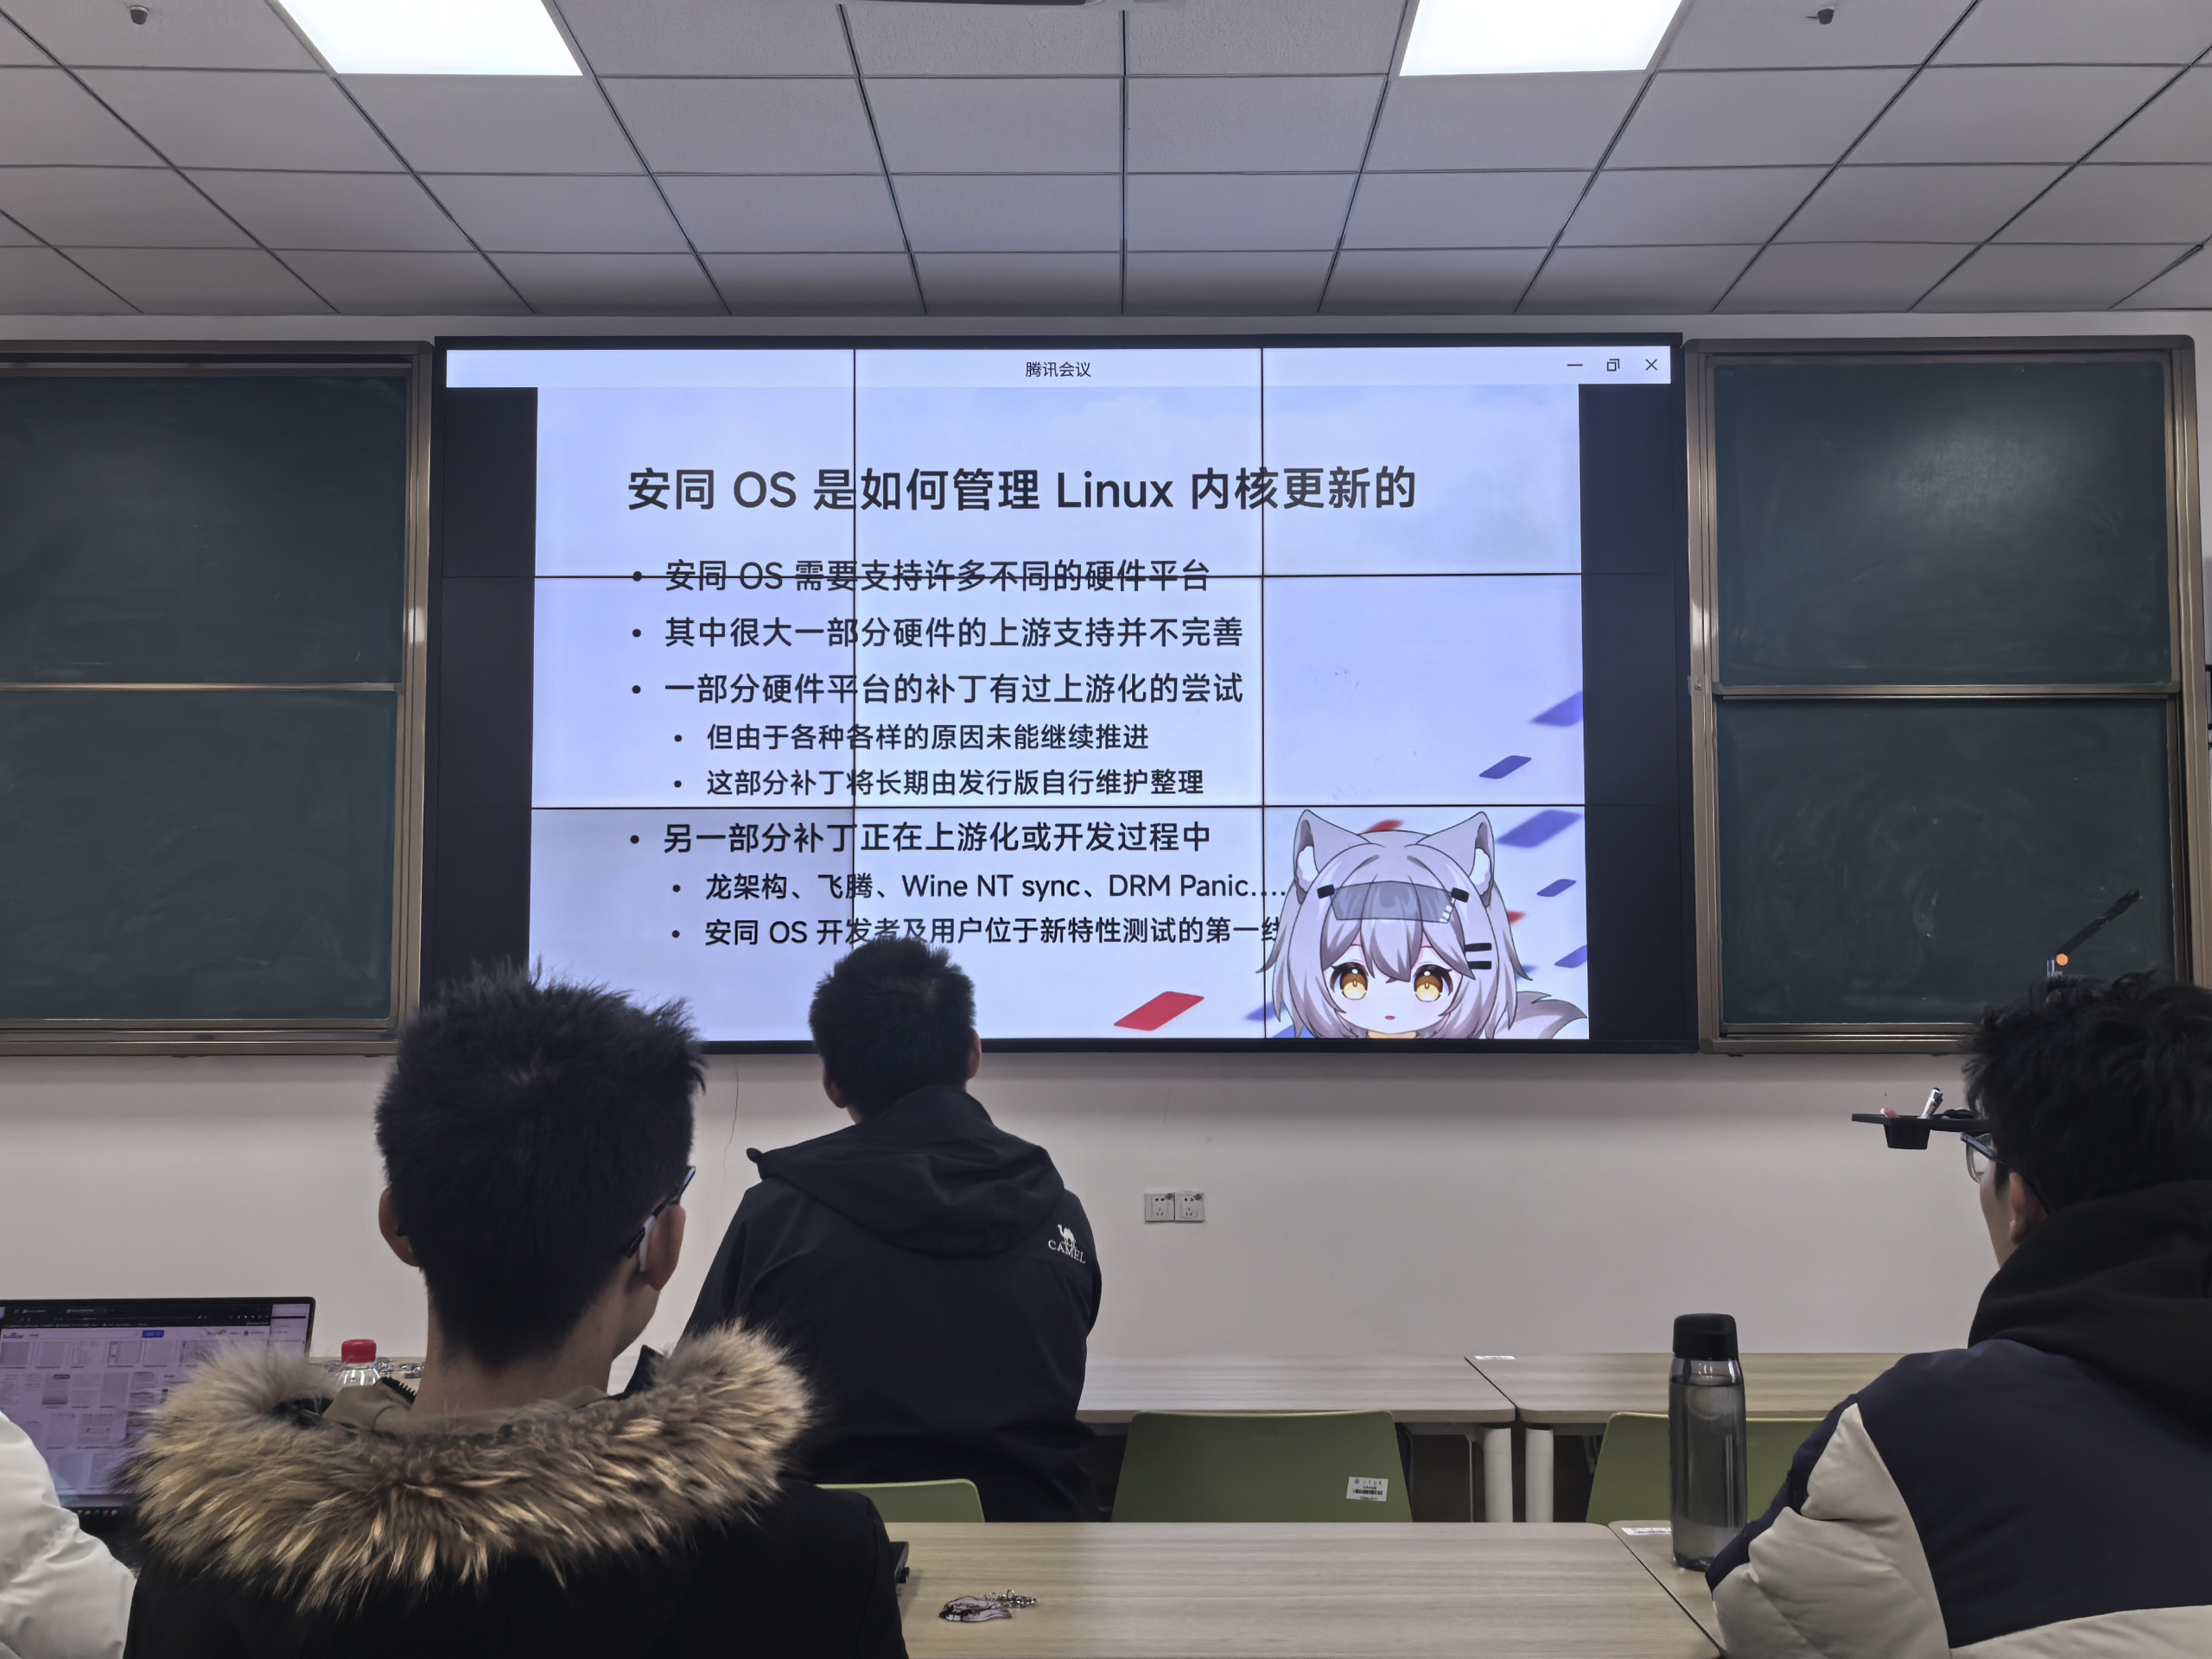 腾讯会议
安同 OS 是如何管理 Linux 内核更新的
• 安同 OS 需要支持许多不同的硬件平台
• 其中很大一部分硬件的上游支持并不完善
• 一部分硬件平台的补丁有过上游化的尝试
• 但由于各种各样的原因未能继续推进
• 这部分补丁将长期由发行版自行维护整理
• 另一部分补丁正在上游化或开发过程中
• 龙架构、飞腾、Wine NT sync、DRM Panic....
• 安同 OS 开发者及用户位于新特性测试的第一线
CAMEL